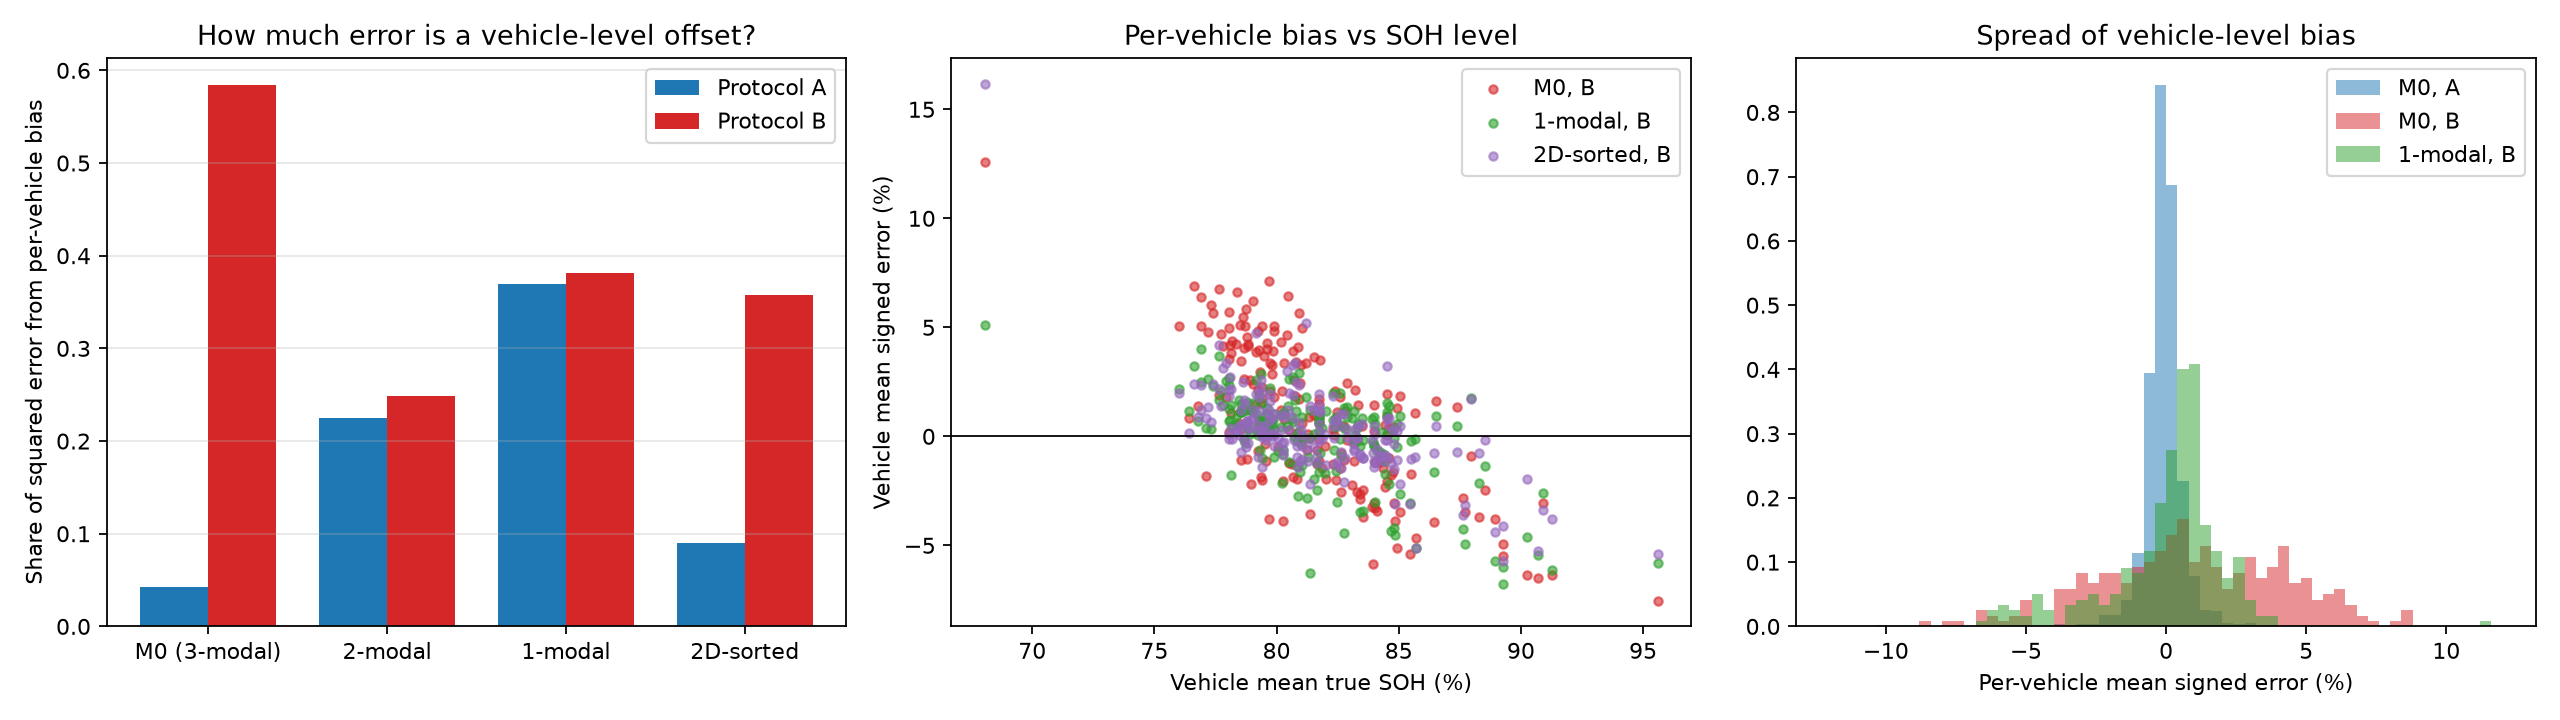 How much error is a vehicle-level offset?
Share of squared error from per-vehicle bias
0.6
0.5
0.4
0.3
0.2
0.1
0.0
Protocol A
Protocol B
M0 (3-modal)
2-modal
1-modal
2D-sorted
Per-vehicle bias vs SOH level
Vehicle mean signed error (%)
15
10
5
0
−5
M0, B
1-modal, B
2D-sorted, B
70
75
80
85
90
95
Vehicle mean true SOH (%)
Spread of vehicle-level bias
0.8
0.7
0.6
0.5
0.4
0.3
0.2
0.1
0.0
M0, A
M0, B
1-modal, B
−10
−5
0
5
10
Per-vehicle mean signed error (%)